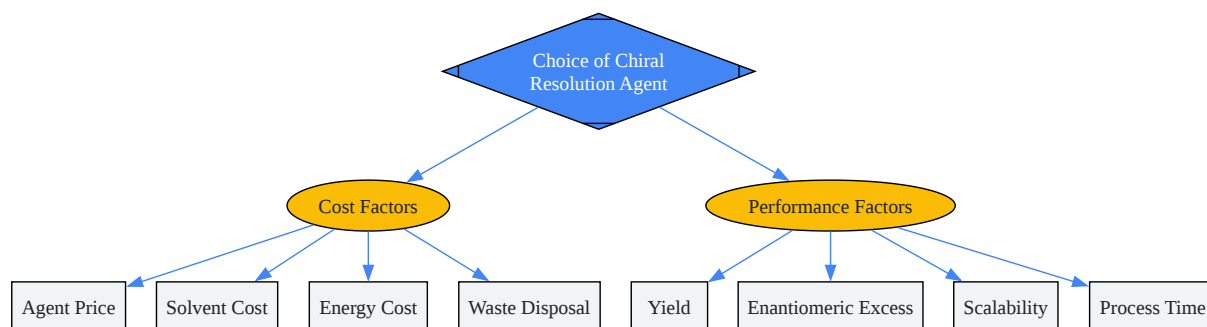 Choice of Chiral
Resolution Agent
Cost Factors
Performance Factors
Agent Price
Solvent Cost
Energy Cost
Waste Disposal
Yield
Enantiomeric Excess
Scalability
Process Time